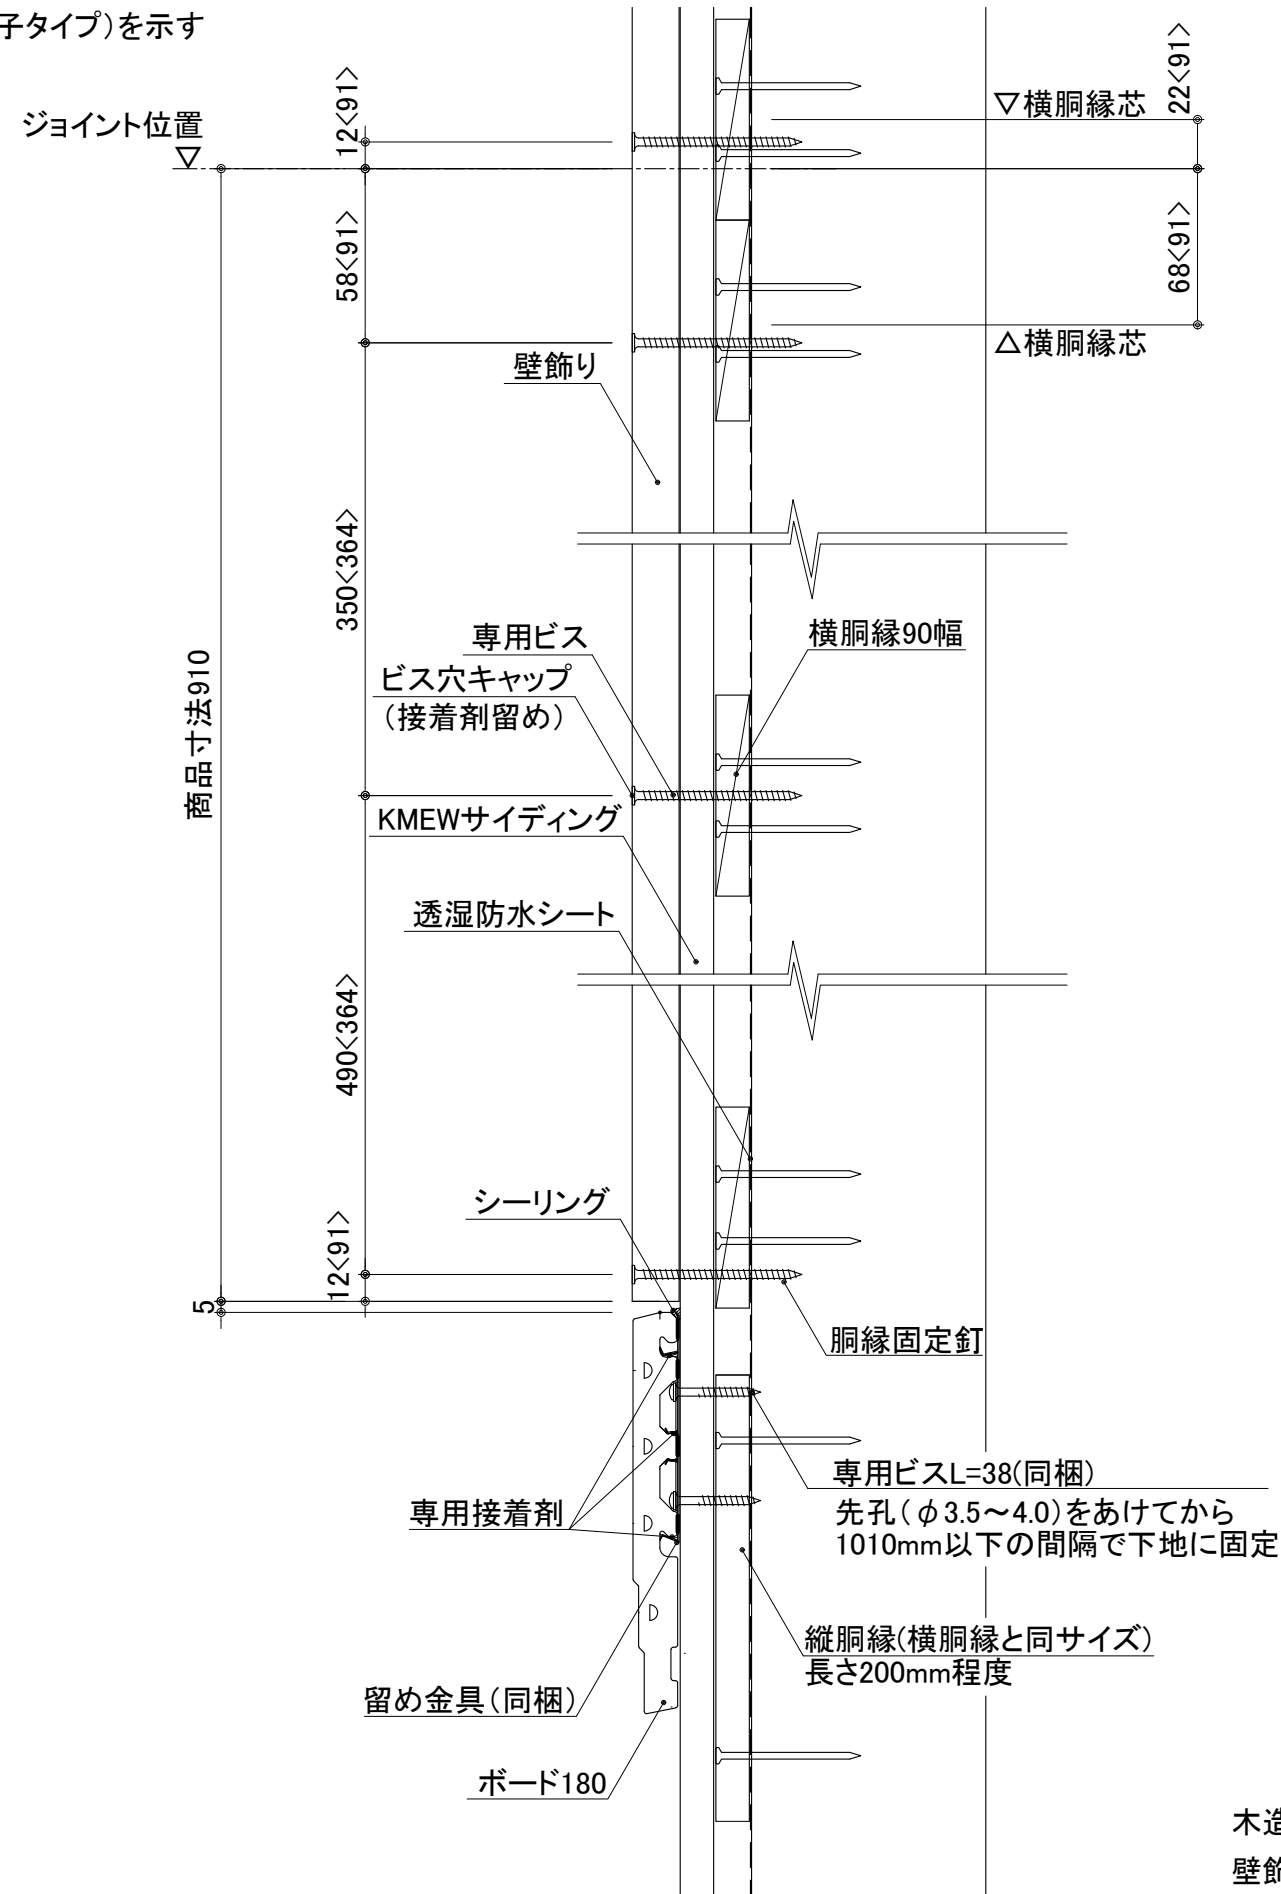 子タイプ)を示す
ジョイント位置
▽
12<91>
58<91>
350<364>
490<364>
12<91>
商品寸法910
5
▽横胴縁芯
22<91>
68<91>
△横胴縁芯
壁飾り
専用ビス
ビス穴キャップ
(接着剤留め)
横胴縁90幅
KMEWサイディング
透湿防水シート
シーリング
胴縁固定釘
専用ビスL=38(同梱)
先孔(φ3.5～4.0)をあけてから
1010mm以下の間隔で下地に固定
専用接着剤
縦胴縁(横胴縁と同サイズ)
長さ200mm程度
留め金具(同梱)
ボード180
木造
壁飾